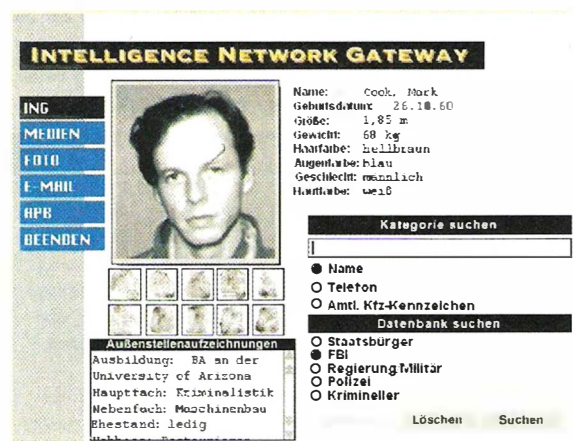 INTELLIGENCE NETWORK GATEWAY
ING
MEDIEN
FOTO
E-MAIL
APB
BEENDEN
Name: Cook, Mark
Geburtsdatum: 26.10.60
Größe: 1,85 m
Gewicht: 68 kg
Haarfarbe: hellbraun
Augenfarbe: blau
Geschlecht: männlich
Hautfarbe: weiß
Kategorie suchen
Name
Telefon
Amtl. Kfz-Kennzeichen
Datenbank suchen
Staatsbürger
FBI
Regierung/Militär
Polizei
Krimineller
Löschen Suchen
Außenstellenaufzeichnungen
Ausbildung: BA an der
University of Arizona
Hauptfach: Kriminalistik
Nebenfach: Maschinenbau
Ehestand: ledig